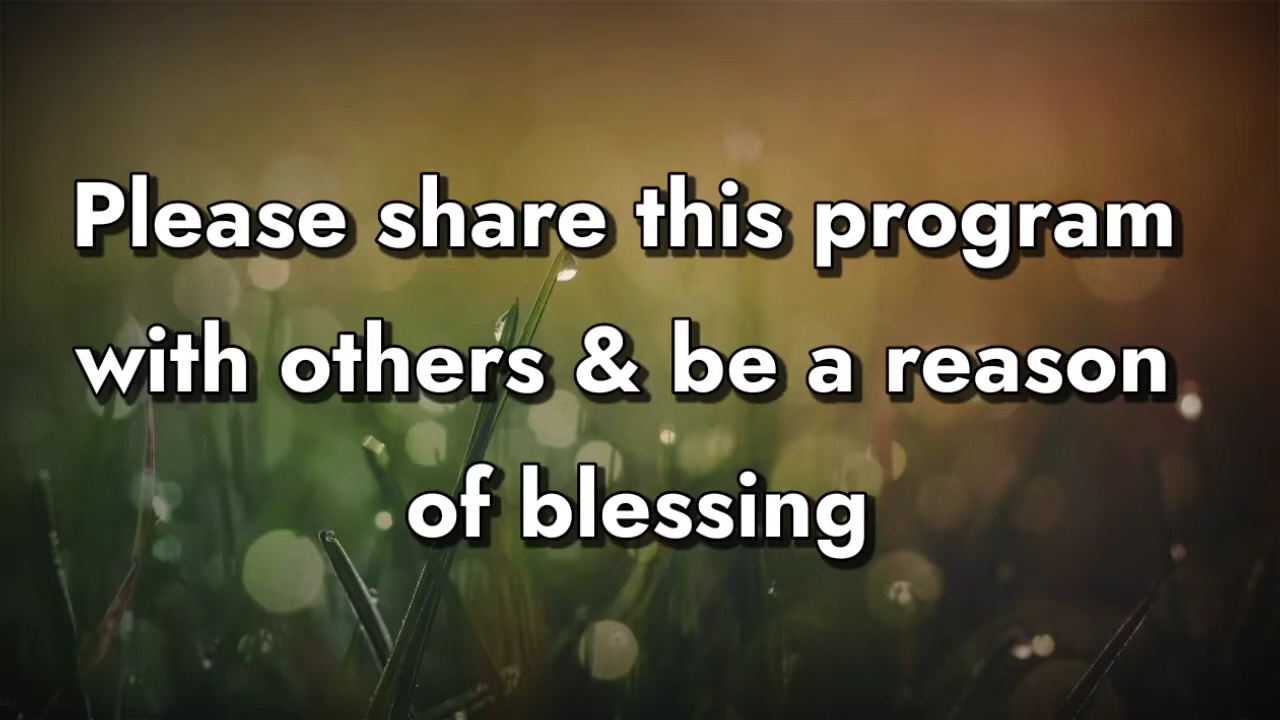 Please share this program
with others & be a reason
of blessing